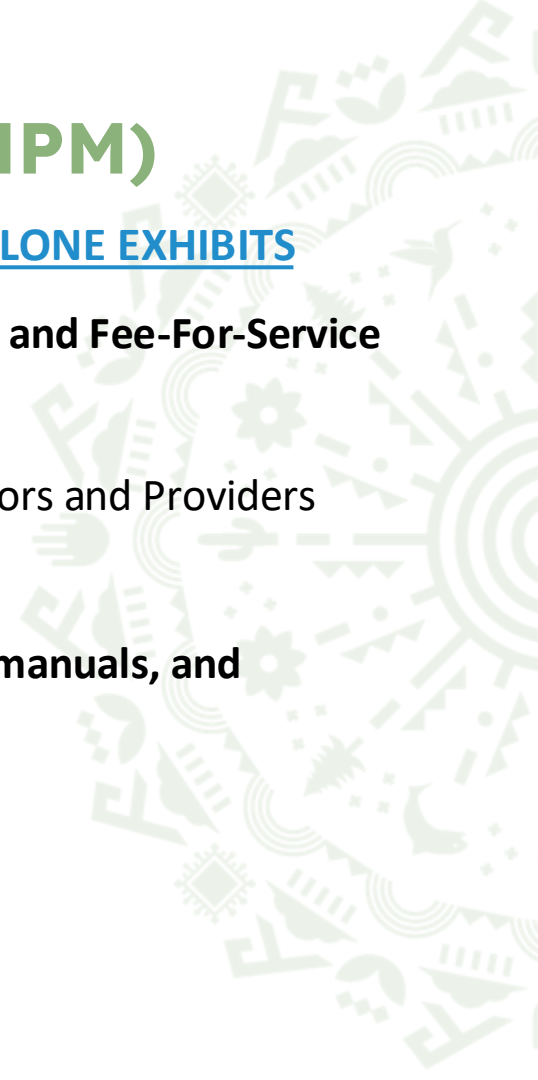 IPM)
LONE EXHIBITS
and Fee-For-Service
ors and Providers
manuals, and